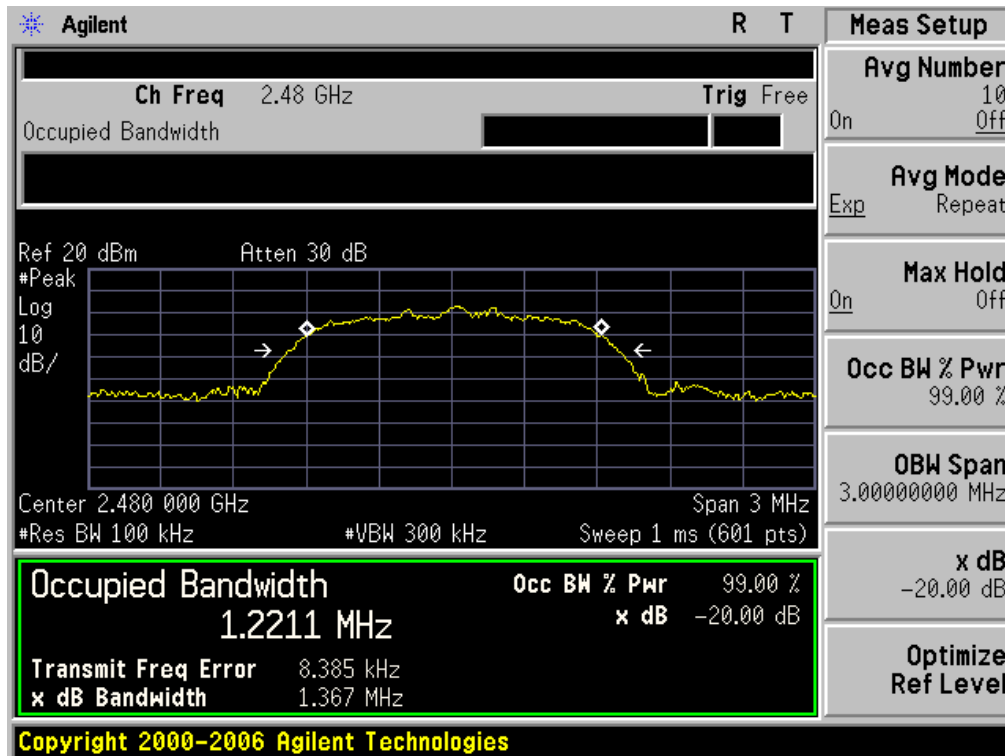 Agilent R T
Meas Setup
Ch Freq 2.48 GHz Trig Free
Occupied Bandwidth
Ref 20 dBm Atten 30 dB
#Peak
Log
10
dB/
Center 2.480 000 GHz Span 3 MHz
#Res BW 100 kHz #VBW 300 kHz Sweep 1 ms (601 pts)
Occupied Bandwidth
1.2211 MHz
Occ BW % Pwr 99.00 %
x dB -20.00 dB
Transmit Freq Error 8.385 kHz
x dB Bandwidth 1.367 MHz
Avg Number
10
On Off
Avg Mode
Exp Repeat
Max Hold
On Off
Occ BW % Pwr
99.00 %
OBW Span
3.00000000 MHz
x dB
-20.00 dB
Optimize
Ref Level
Copyright 2000-2006 Agilent Technologies